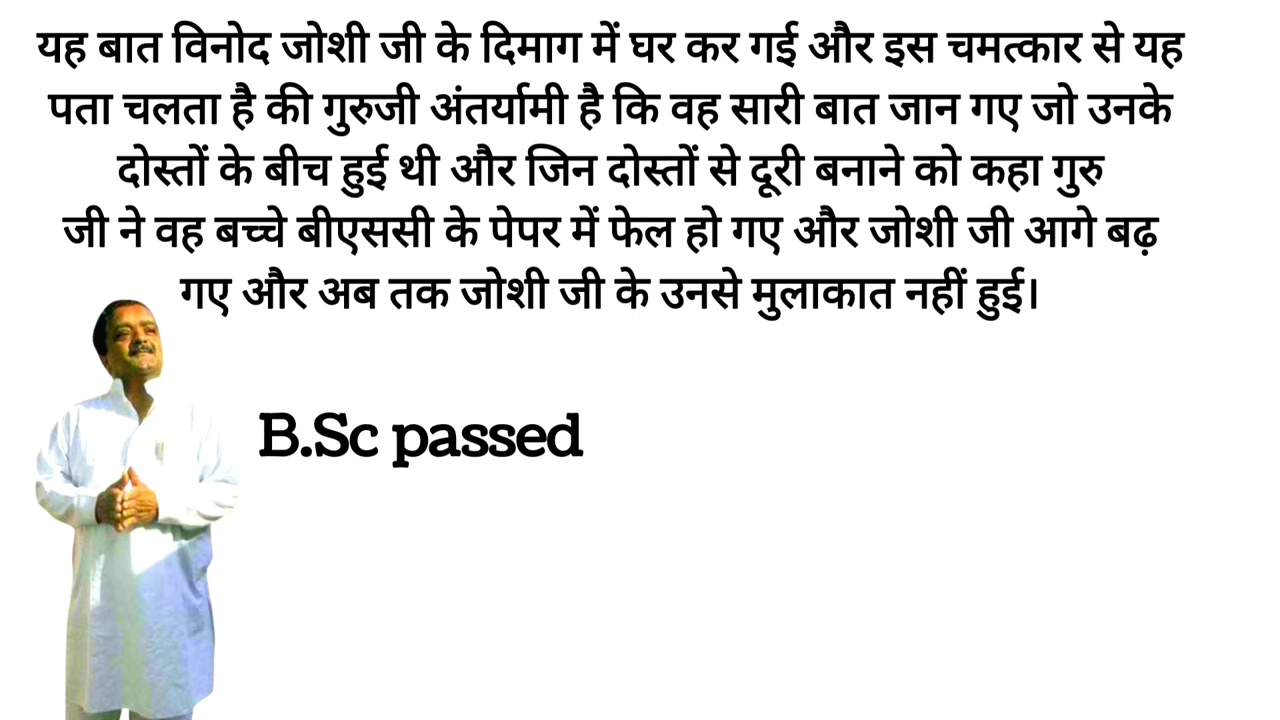 यह बात विनोद जोशी जी के दिमाग में घर कर गई और इस चमत्कार से यह
पता चलता है की गुरुजी अंतर्यामी है कि वह सारी बात जान गए जो उनके
दोस्तों के बीच हुई थी और जिन दोस्तों से दूरी बनाने को कहा गुरु
जी ने वह बच्चे बीएससी के पेपर में फेल हो गए और जोशी जी आगे बढ़
गए और अब तक जोशी जी के उनसे मुलाकात नहीं हुई।
B.Sc passed